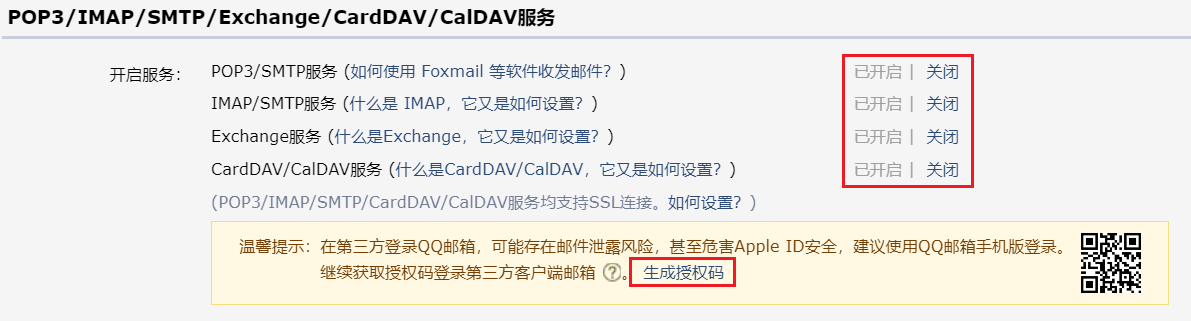 POP3/IMAP/SMTP/Exchange/CardDAV/CalDAV服务
开启服务: POP3/SMTP服务 (如何使用 Foxmail 等软件收发邮件? ) 已开启 | 关闭
IMAP/SMTP服务 (什么是 IMAP，它又是如何设置? ) 已开启 | 关闭
Exchange服务 (什么是Exchange，它又是如何设置? ) 已开启 | 关闭
CardDAV/CalDAV服务 (什么是CardDAV/CalDAV，它又是如何设置? ) 已开启 | 关闭
(POP3/IMAP/SMTP/CardDAV/CalDAV服务均支持SSL连接。如何设置? )
温馨提示: 在第三方登录QQ邮箱，可能存在邮件泄露风险，甚至危害Apple ID安全，建议使用QQ邮箱手机版登录。
继续获取授权码登录第三方客户端邮箱 ? 。 生成授权码